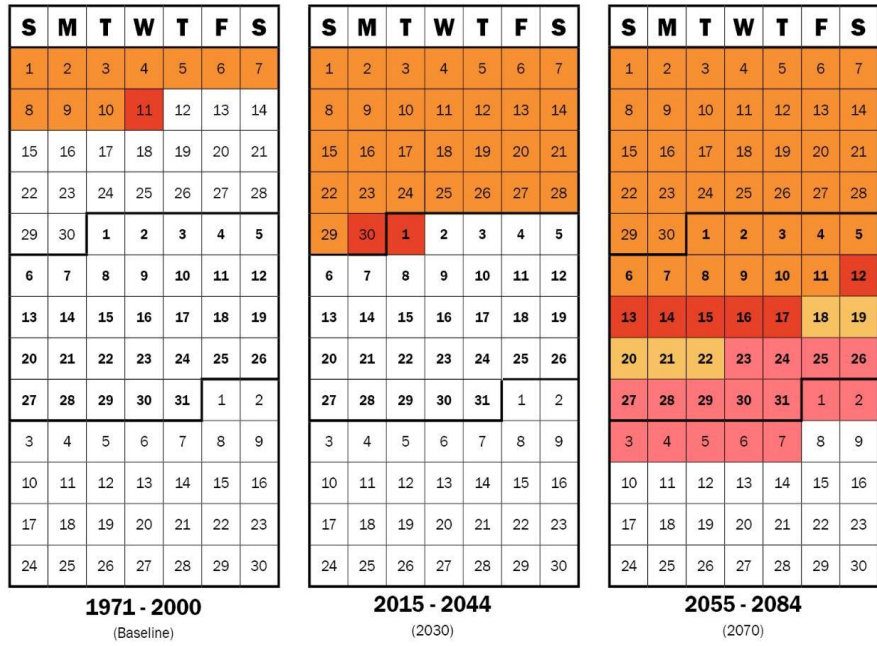 S M T W T F S
1 2 3 4 5 6 7
8 9 10 11 12 13 14
15 16 17 18 19 20 21
22 23 24 25 26 27 28
29 30 1 2 3 4 5
6 7 8 9 10 11 12
13 14 15 16 17 18 19
20 21 22 23 24 25 26
27 28 29 30 31 1 2
3 4 5 6 7 8 9
10 11 12 13 14 15 16
17 18 19 20 21 22 23
24 25 26 27 28 29 30
1971 - 2000
(Baseline)
S M T W T F S
1 2 3 4 5 6 7
8 9 10 11 12 13 14
15 16 17 18 19 20 21
22 23 24 25 26 27 28
29 30 1 2 3 4 5
6 7 8 9 10 11 12
13 14 15 16 17 18 19
20 21 22 23 24 25 26
27 28 29 30 31 1 2
3 4 5 6 7 8 9
10 11 12 13 14 15 16
17 18 19 20 21 22 23
24 25 26 27 28 29 30
2015 - 2044
(2030)
S M T W T F S
1 2 3 4 5 6 7
8 9 10 11 12 13 14
15 16 17 18 19 20 21
22 23 24 25 26 27 28
29 30 1 2 3 4 5
6 7 8 9 10 11 12
13 14 15 16 17 18 19
20 21 22 23 24 25 26
27 28 29 30 31 1 2
3 4 5 6 7 8 9
10 11 12 13 14 15 16
17 18 19 20 21 22 23
24 25 26 27 28 29 30
2055 - 2084
(2070)